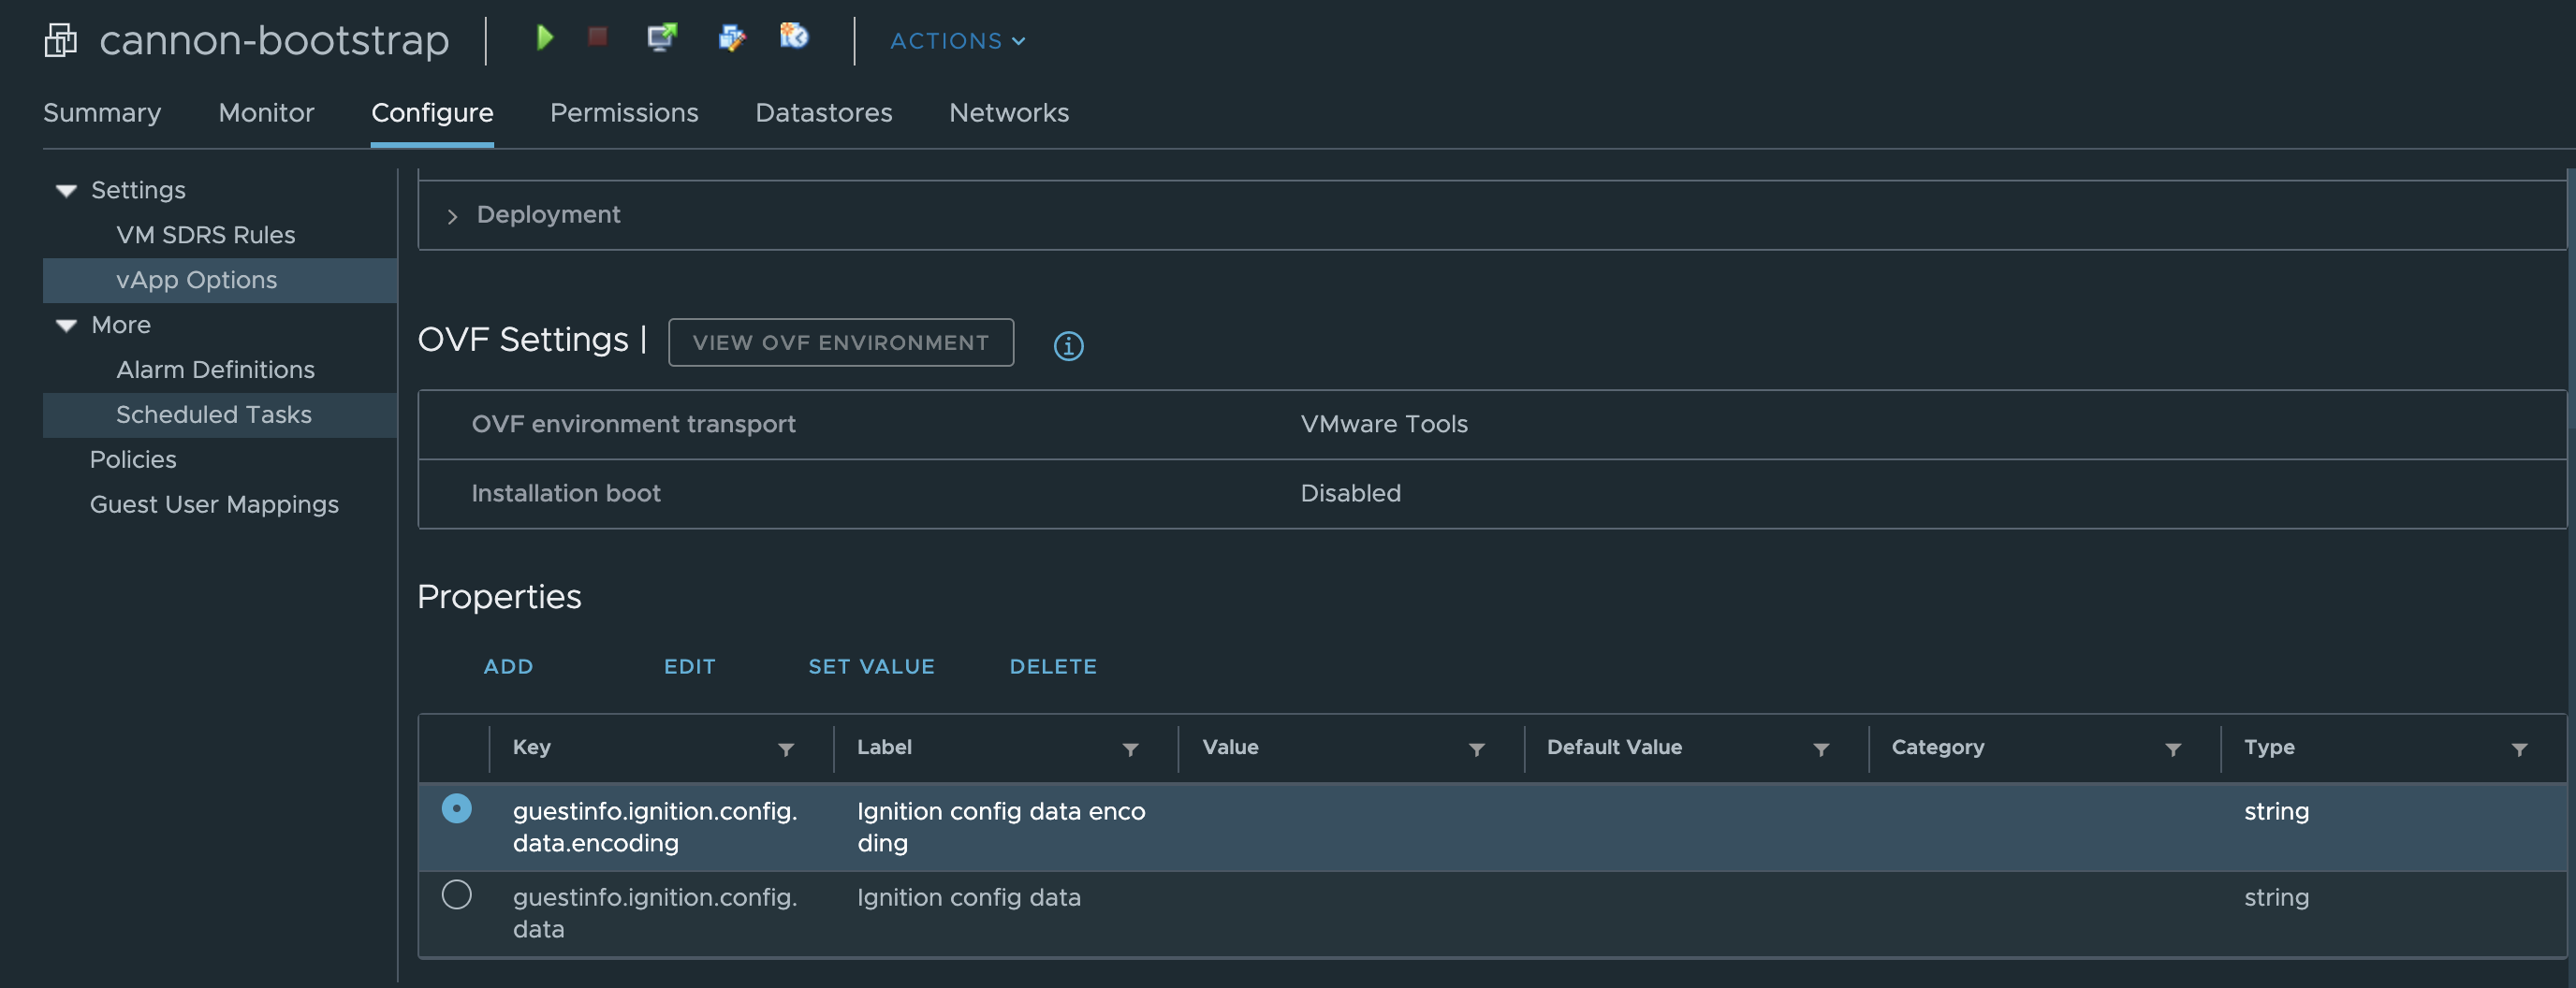 cannon-bootstrap
ACTIONS
Summary Monitor Configure Permissions Datastores Networks
Settings
VM SDRS Rules
vApp Options
More
Alarm Definitions
Scheduled Tasks
Policies
Guest User Mappings
Deployment
OVF Settings | VIEW OVF ENVIRONMENT
OVF environment transport VMware Tools
Installation boot Disabled
Properties
ADD EDIT SET VALUE DELETE
Key Label Value Default Value Category Type
guestinfo.ignition.config. Ignition config data enco string
data.encoding ding
guestinfo.ignition.config. Ignition config data string
data